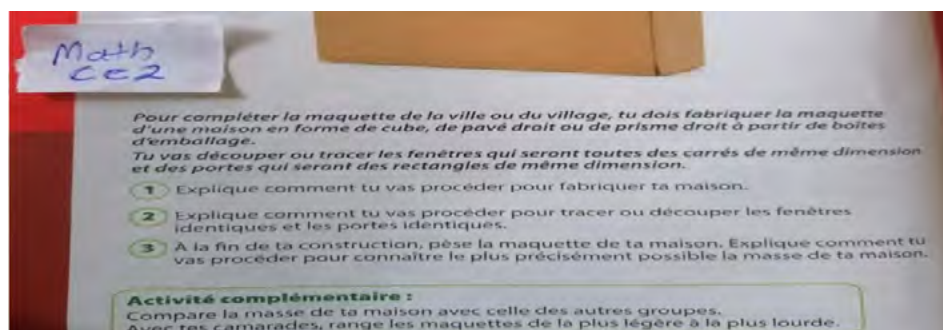 Math
CE2
Pour compléter la maquette de la ville ou du village, tu dois fabriquer la maquette
d'une maison en forme de cube, de pavé droit ou de prisme droit à partir de boîtes
d'emballage.
Tu vas découper ou tracer les fenêtres qui seront toutes des carrés de même dimension
et des portes qui seront des rectangles de même dimension.
1 Explique comment tu vas procéder pour fabriquer ta maison.
2 Explique comment tu vas procéder pour tracer ou découper les fenêtres
identiques et les portes identiques.
3 À la fin de ta construction, pèse la maquette de ta maison. Explique comment tu
vas procéder pour connaître le plus précisément possible la masse de ta maison.
Activité complémentaire :
Compare la masse de ta maison avec celle des autres groupes.
Avec tes camarades, range les maquettes de la plus légère à la plus lourde.